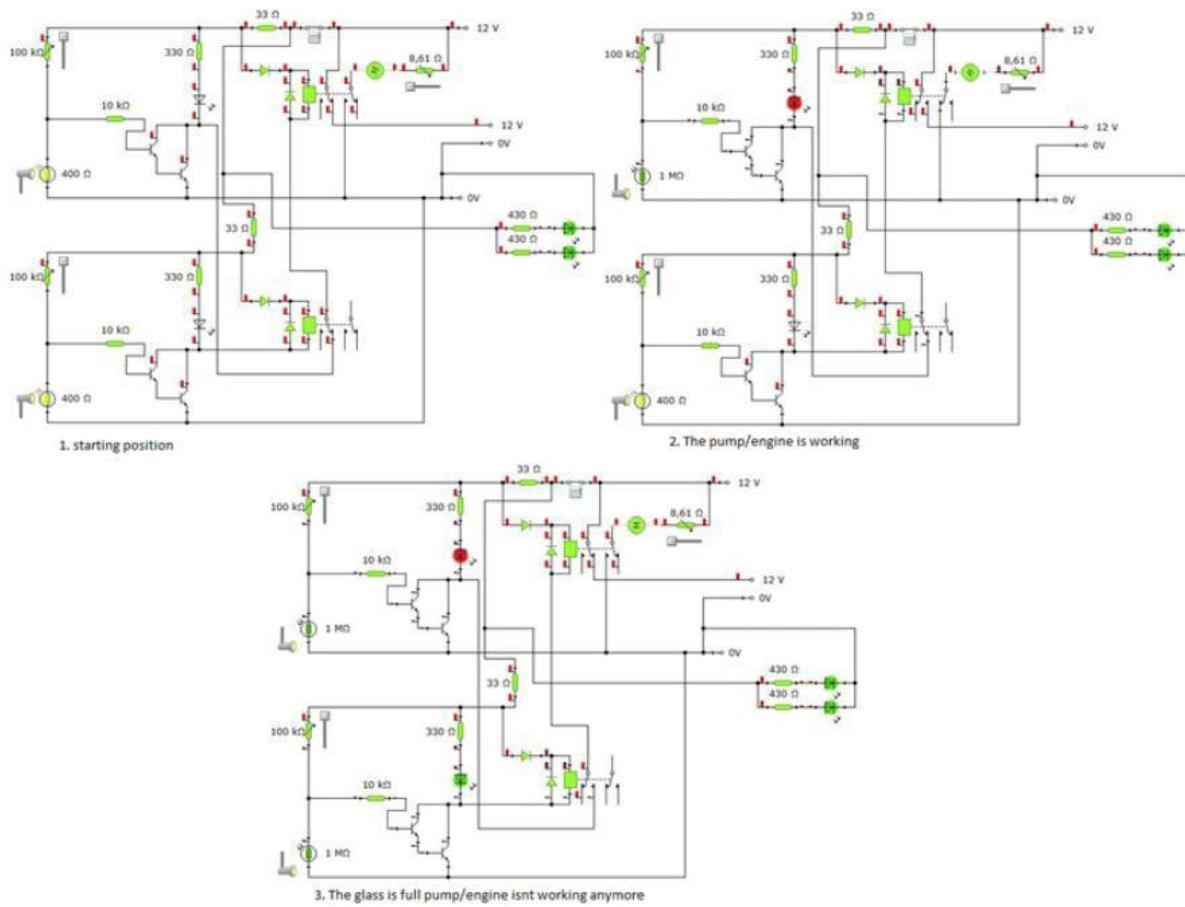 33 Ω
12 V
100 kΩ
330 Ω
8,61 Ω
M
10 kΩ
12 V
0V
400 Ω
0V
430 Ω
33 Ω
430 Ω
100 kΩ
330 Ω
10 kΩ
400 Ω
1. starting position
33 Ω
12 V
100 kΩ
330 Ω
8,61 Ω
M
10 kΩ
12 V
0V
1 MΩ
0V
430 Ω
33 Ω
430 Ω
100 kΩ
330 Ω
10 kΩ
400 Ω
2. The pump/engine is working
33 Ω
12 V
100 kΩ
330 Ω
8,61 Ω
M
10 kΩ
12 V
0V
1 MΩ
0V
430 Ω
33 Ω
430 Ω
100 kΩ
330 Ω
10 kΩ
1 MΩ
3. The glass is full pump/engine isnt working anymore